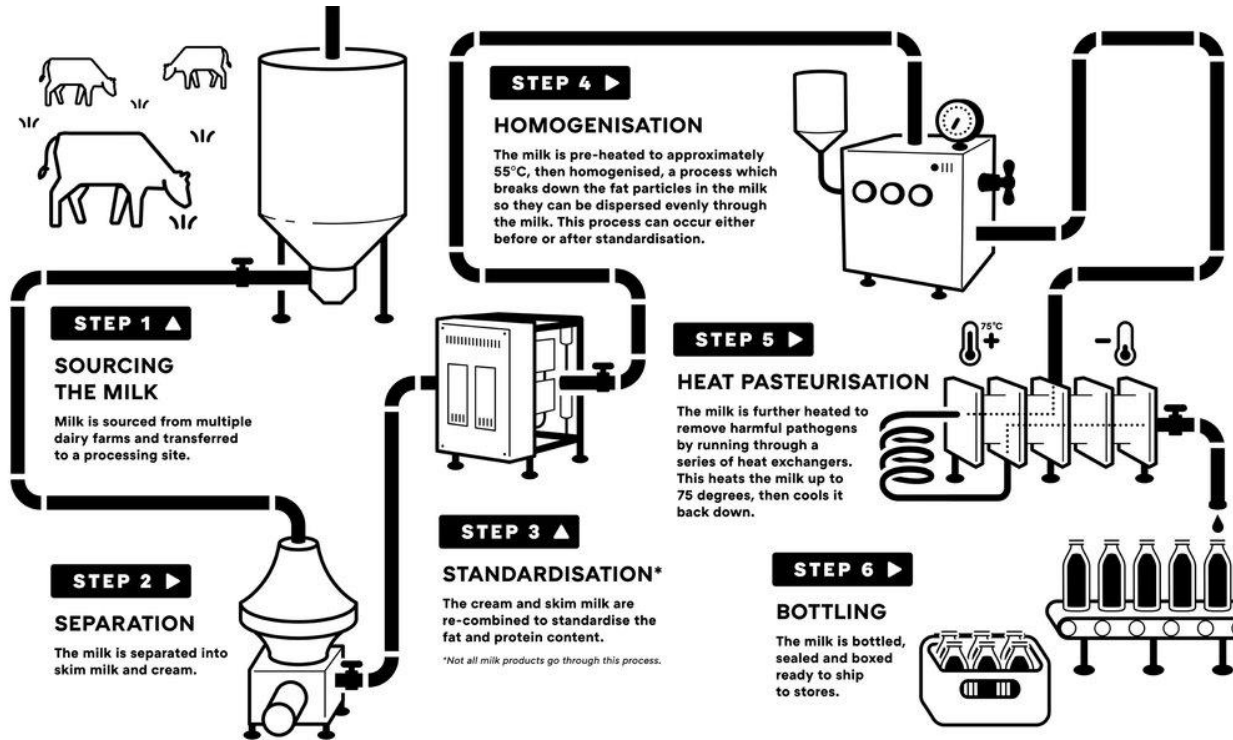 STEP 1
SOURCING
THE MILK
Milk is sourced from multiple
dairy farms and transferred
to a processing site.
STEP 2
SEPARATION
The milk is separated into
skim milk and cream.
STEP 3
STANDARDISATION*
The cream and skim milk are
re-combined to standardise the
fat and protein content.
*Not all milk products go through this process.
STEP 4
HOMOGENISATION
The milk is pre-heated to approximately
55°C, then homogenised, a process which
breaks down the fat particles in the milk
so they can be dispersed evenly through
the milk. This process can occur either
before or after standardisation.
STEP 5
HEAT PASTEURISATION
The milk is further heated to
remove harmful pathogens
by running through a
series of heat exchangers.
This heats the milk up to
75 degrees, then cools it
back down.
75°C
+
-
STEP 6
BOTTLING
The milk is bottled,
sealed and boxed
ready to ship
to stores.